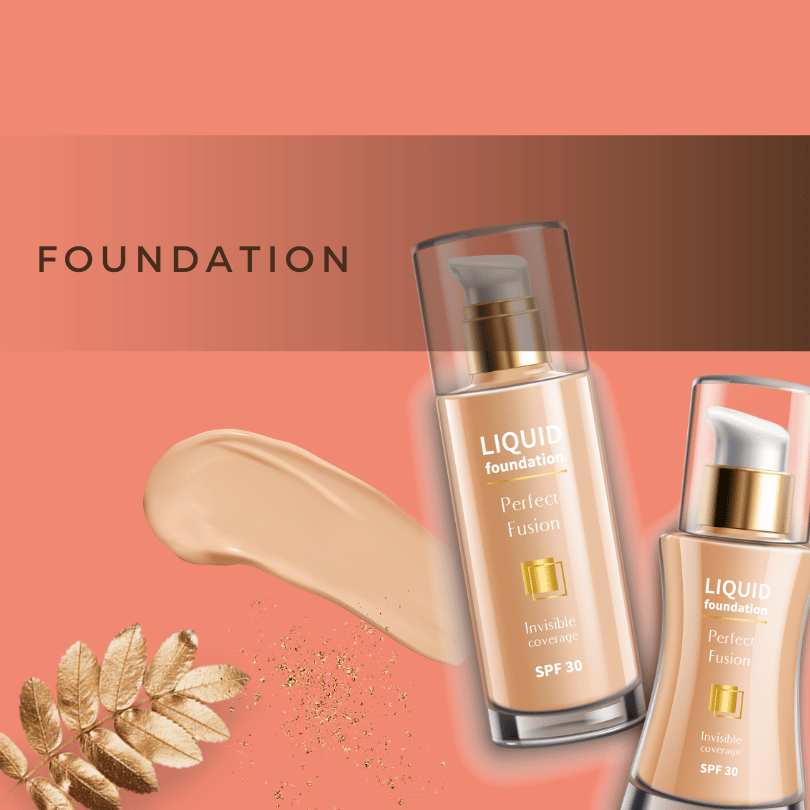 FOUNDATION
LIQUID
foundation
Perfect
Fusion
Invisible
coverage
SPF 30
LIQUID
foundation
Perfect
Fusion
Invisible
coverage
SPF 30